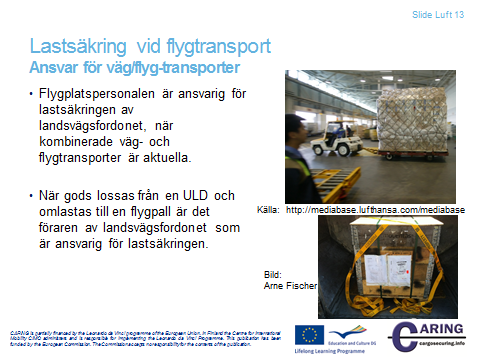 Slide Luft 13
Lastsäkring vid flygtransport
Ansvar för väg/flyg-transporter
• Flygplatspersonalen är ansvarig för
lastsäkringen av
landsvägsfordonet, när
kombinerade väg- och
flygtransporter är aktuella.
• När gods lossas från en ULD och
omlastas till en flygpall är det
föraren av landsvägsfordonet som
är ansvarig för lastsäkringen.
Källa: http://mediabase.lufthansa.com/mediabase
Bild:
Arne Fischer
CARING is partially financed by the Leonardo da Vinci programme of the European Union. In Finland the Centre for International
Mobility CIMO administers and is responsible for implementing the Leonardo da Vinci programme. This publication has been
funded by the European Commission. The Commission accepts no responsibility for the contents of the publication.
Education and Culture DG
Lifelong Learning Programme
CARING
cargosecuring.info